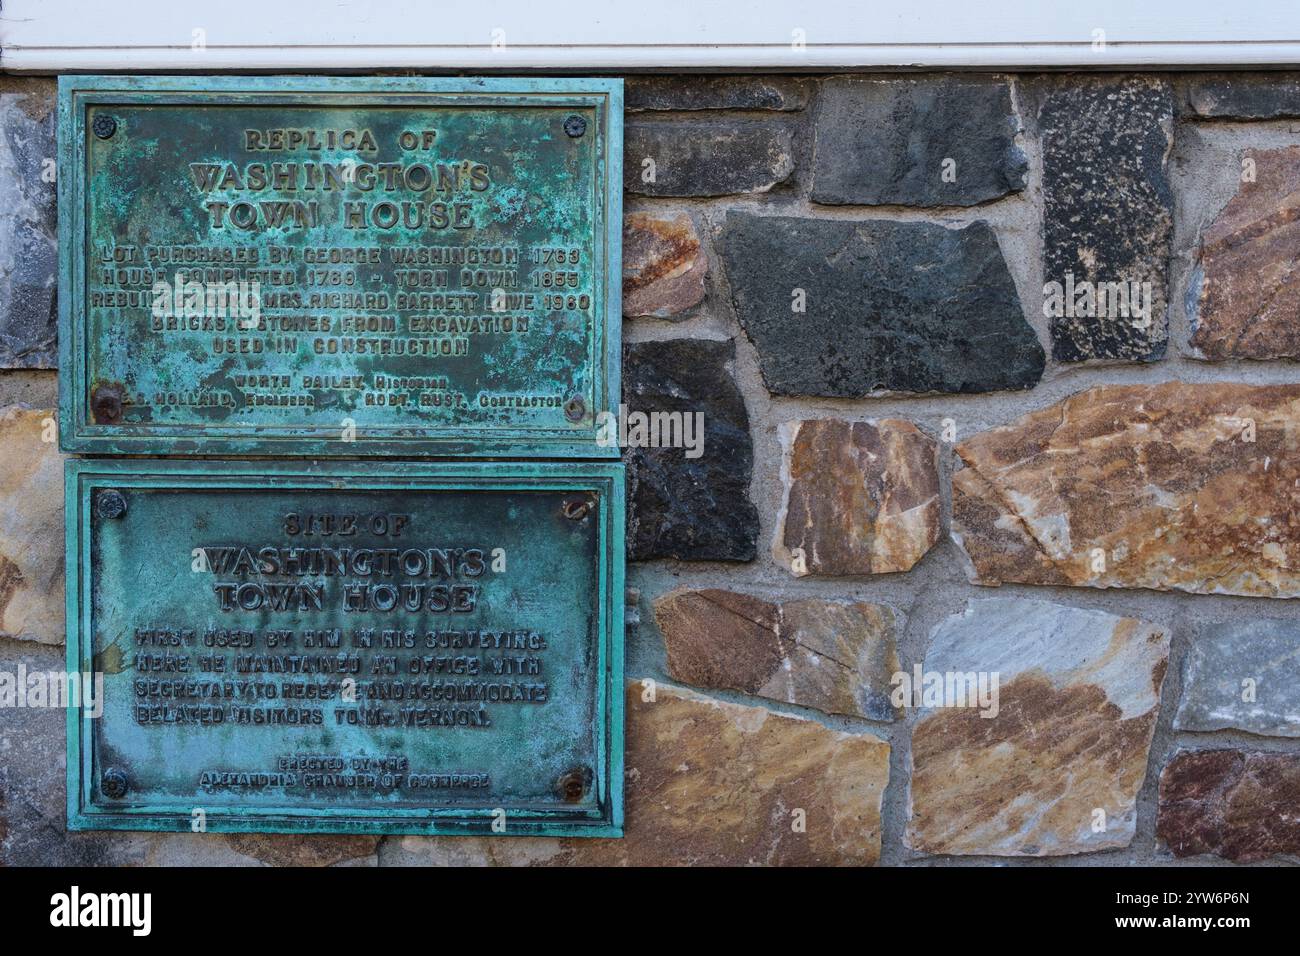 REPLICA OF
WASHINGTON'S
TOWN HOUSE
LOT PURCHASED BY GEORGE WASHINGTON 1763
HOUSE COMPLETED 1769 - TORN DOWN 1855
REBUILT BY GOV. & MRS. RICHARD BARRETT LOWE 1960
BRICKS & STONES FROM EXCAVATION
USED IN CONSTRUCTION
WORTH BAILEY, HISTORIAN
E.S. HOLLAND, ENGINEER ROBT. RUST, CONTRACTOR
SITE OF
WASHINGTON'S
TOWN HOUSE
FIRST USED BY HIM IN HIS SURVEYING.
HERE HE MAINTAINED AN OFFICE WITH
SECRETARY TO RECEIVE AND ACCOMMODATE
BELATED VISITORS TO MT. VERNON.
ERECTED BY THE
ALEXANDRIA CHAMBER OF COMMERCE
alamy
Image ID: 2YW6P6N
www.alamy.com